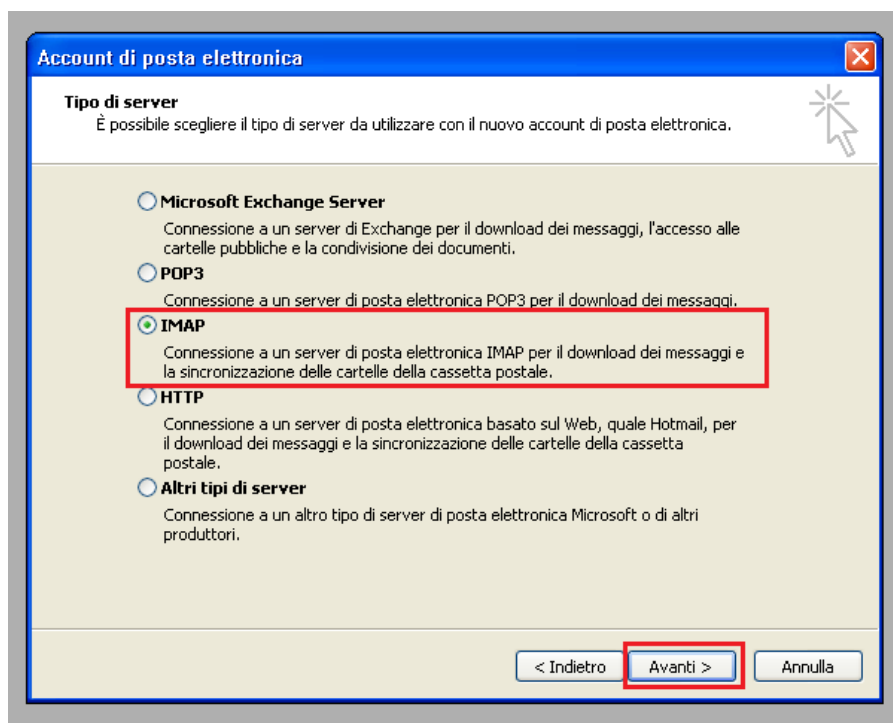 Account di posta elettronica
Tipo di server
È possibile scegliere il tipo di server da utilizzare con il nuovo account di posta elettronica.
Microsoft Exchange Server
Connessione a un server di Exchange per il download dei messaggi, l'accesso alle
cartelle pubbliche e la condivisione dei documenti.
POP3
Connessione a un server di posta elettronica POP3 per il download dei messaggi.
IMAP
Connessione a un server di posta elettronica IMAP per il download dei messaggi e
la sincronizzazione delle cartelle della cassetta postale.
HTTP
Connessione a un server di posta elettronica basato sul Web, quale Hotmail, per
il download dei messaggi e la sincronizzazione delle cartelle della cassetta
postale.
Altri tipi di server
Connessione a un altro tipo di server di posta elettronica Microsoft o di altri
produttori.
< Indietro Avanti > Annulla